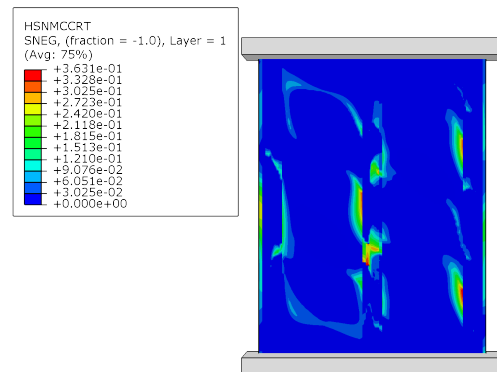 HSNMCCRT
SNEG, (fraction = -1.0), Layer = 1
(Avg: 75%)
+3.631e-01
+3.328e-01
+3.025e-01
+2.723e-01
+2.420e-01
+2.118e-01
+1.815e-01
+1.513e-01
+1.210e-01
+9.076e-02
+6.051e-02
+3.025e-02
+0.000e+00